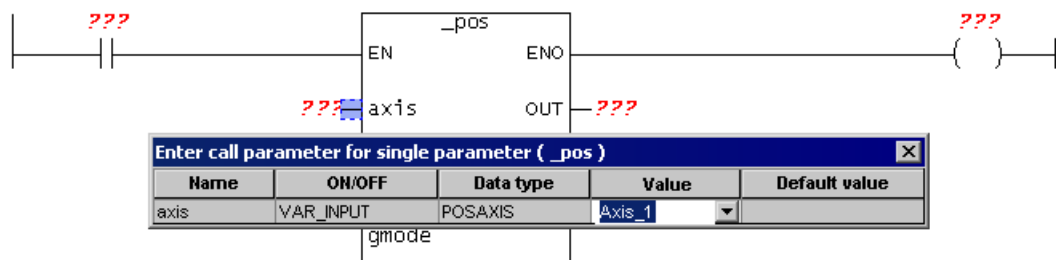 ??? _pos ???
EN ENO
??? axis OUT ???
Enter call parameter for single parameter ( _pos )
Name ON/OFF Data type Value Default value
axis VAR_INPUT POSAXIS Axis_1
gmode